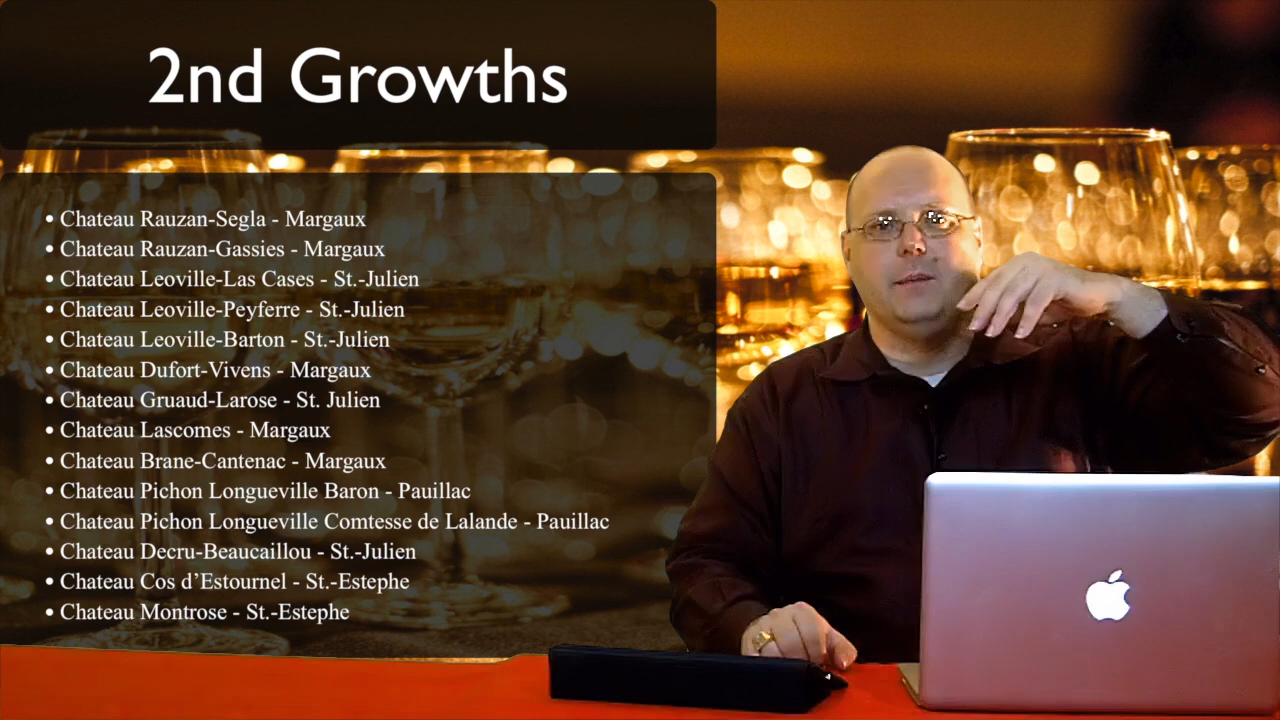 2nd Growths
• Chateau Rauzan-Segla - Margaux
• Chateau Rauzan-Gassies - Margaux
• Chateau Leoville-Las Cases - St.-Julien
• Chateau Leoville-Peyferre - St.-Julien
• Chateau Leoville-Barton - St.-Julien
• Chateau Dufort-Vivens - Margaux
• Chateau Gruaud-Larose - St. Julien
• Chateau Lascomes - Margaux
• Chateau Brane-Cantenac - Margaux
• Chateau Pichon Longueville Baron - Pauillac
• Chateau Pichon Longueville Comtesse de Lalande - Pauillac
• Chateau Decru-Beaucaillou - St.-Julien
• Chateau Cos d’Estournel - St.-Estephe
• Chateau Montrose - St.-Estephe